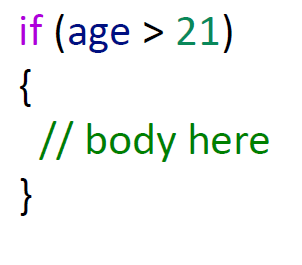 if (age > 21)
{
// body here
}